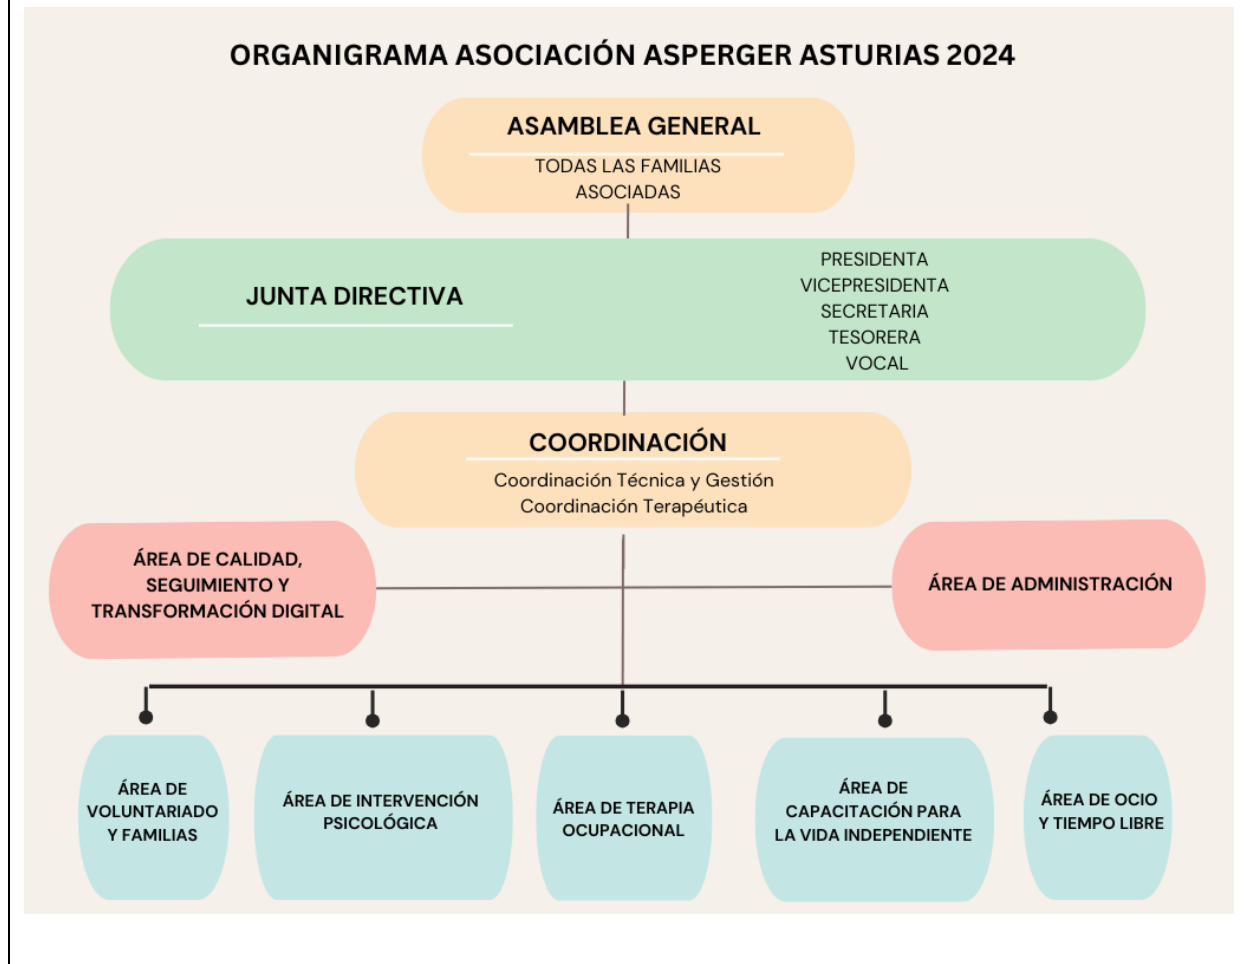 ORGANIGRAMA ASOCIACIÓN ASPERGER ASTURIAS 2024
ASAMBLEA GENERAL
TODAS LAS FAMILIAS
ASOCIADAS
JUNTA DIRECTIVA
PRESIDENTA
VICEPRESIDENTA
SECRETARIA
TESORERA
VOCAL
COORDINACIÓN
Coordinación Técnica y Gestión
Coordinación Terapéutica
ÁREA DE CALIDAD,
SEGUIMIENTO Y
TRANSFORMACIÓN DIGITAL
ÁREA DE ADMINISTRACIÓN
ÁREA DE
VOLUNTARIADO
Y FAMILIAS
ÁREA DE INTERVENCIÓN
PSICOLÓGICA
ÁREA DE TERAPIA
OCUPACIONAL
ÁREA DE
CAPACITACIÓN PARA
LA VIDA INDEPENDIENTE
ÁREA DE OCIO
Y TIEMPO LIBRE